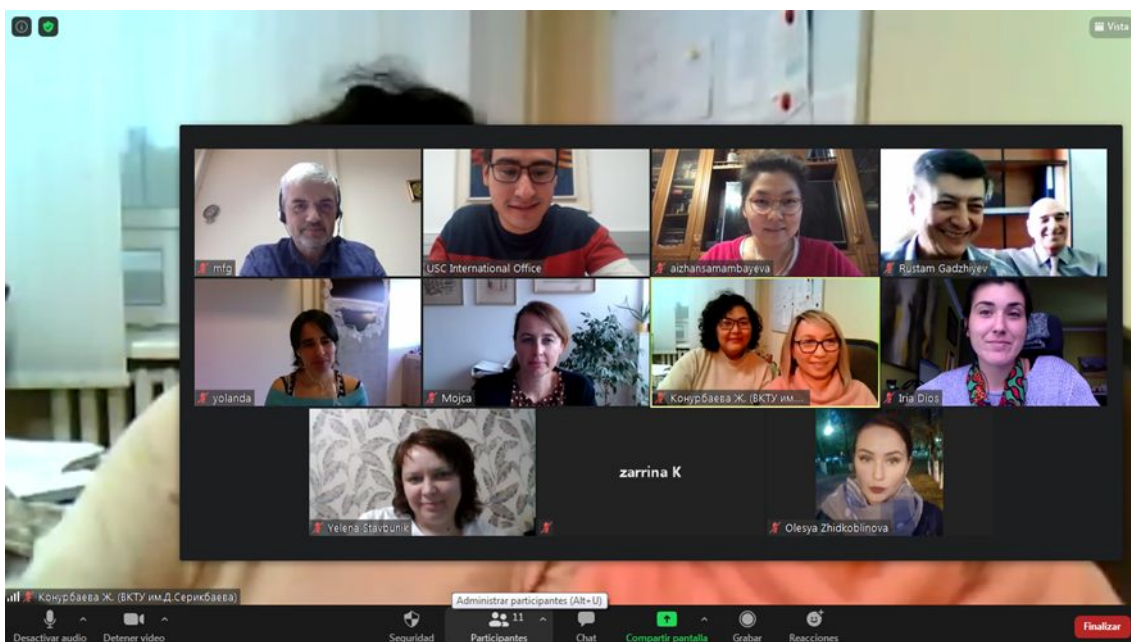 Vista
mfg
USC International Office
aizhansamambayeva
Rustam Gadzhiyev
yolanda
Mojca
Конурбаева Ж. (ВКТУ им....
Iria Dios
Yelena Stavbunik
zarrina K
Olesya Zhidkoblinova
Конурбаева Ж. (ВКТУ им.Д.Серикбаева)
Administrar participantes (Alt+U)
11
Desactivar audio
Detener video
Seguridad
Participantes
Chat
Compartir pantalla
Grabar
Reacciones
Finalizar